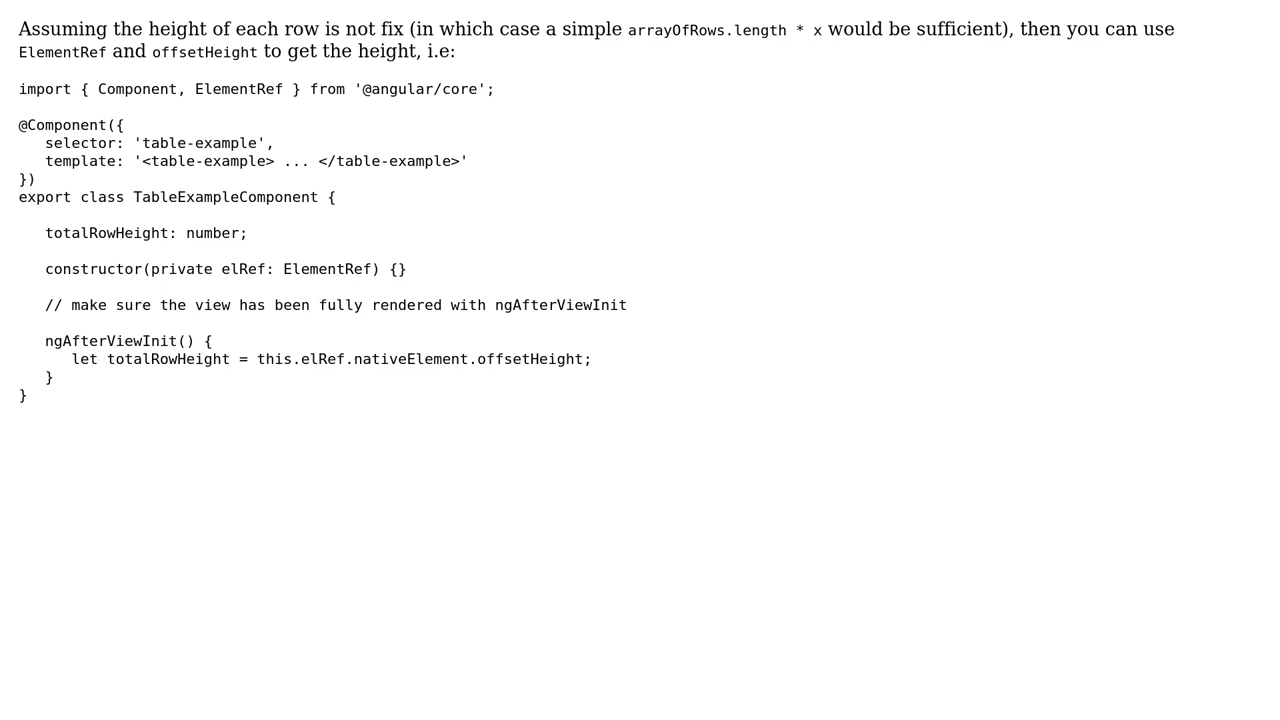 Assuming the height of each row is not fix (in which case a simple arrayOfRows.length * x would be sufficient), then you can use
ElementRef and offsetHeight to get the height, i.e:
import { Component, ElementRef } from '@angular/core';
@Component({
   selector: 'table-example',
   template: '<table-example> ... </table-example>'
})
export class TableExampleComponent {
   totalRowHeight: number;
   constructor(private elRef: ElementRef) {}
   // make sure the view has been fully rendered with ngAfterViewInit
   ngAfterViewInit() {
      let totalRowHeight = this.elRef.nativeElement.offsetHeight;
   }
}